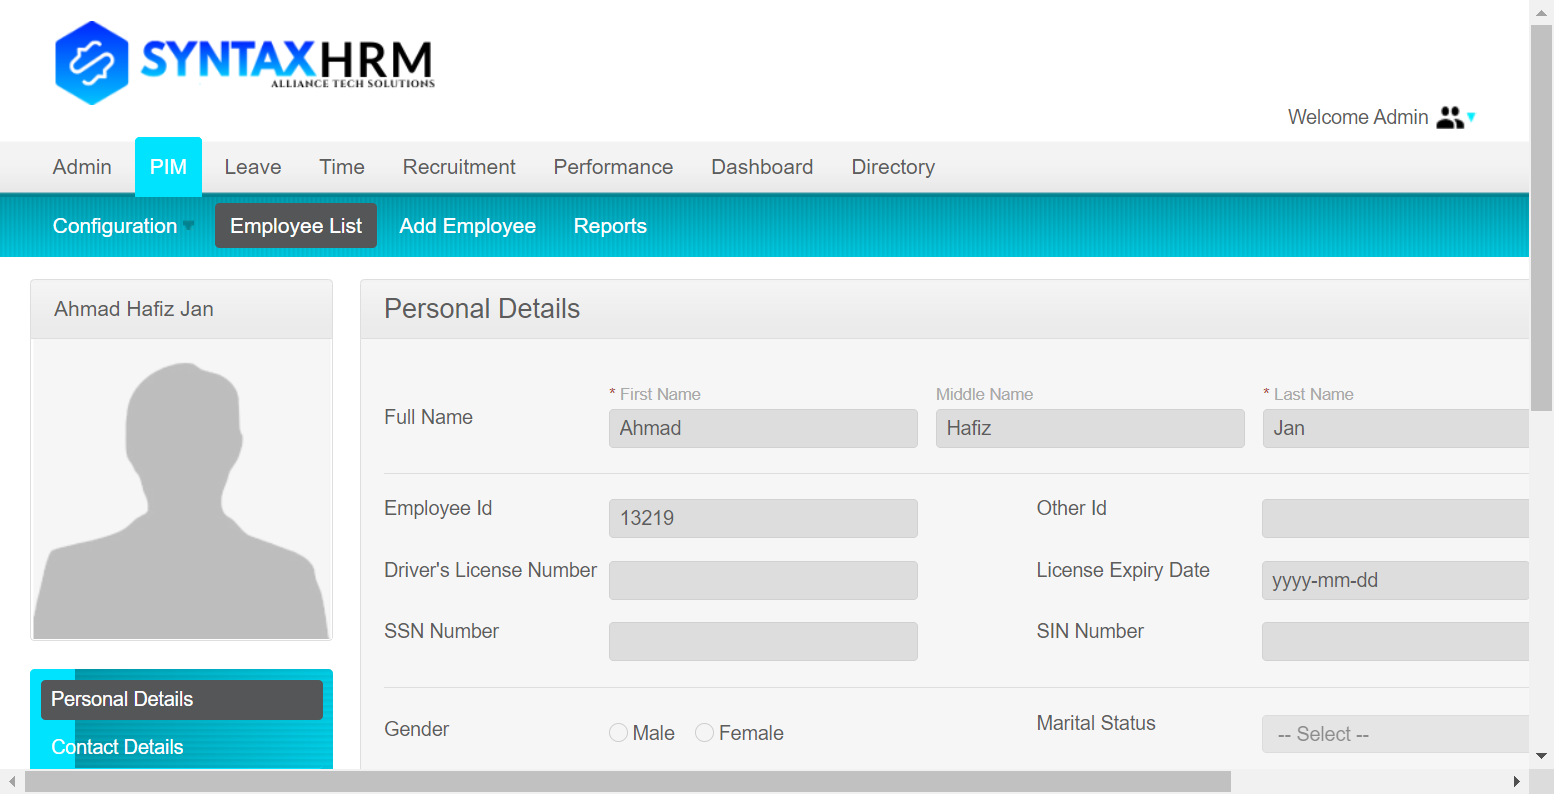 SYNTAXHRM
ALLIANCE TECH SOLUTIONS
Welcome Admin
Admin PIM Leave Time Recruitment Performance Dashboard Directory
Configuration Employee List Add Employee Reports
Ahmad Hafiz Jan
Personal Details
* First Name Middle Name * Last Name
Full Name
Ahmad Hafiz Jan
Employee Id 13219 Other Id
Driver's License Number License Expiry Date yyyy-mm-dd
SSN Number SIN Number
Gender Male Female Marital Status -- Select --
Personal Details
Contact Details